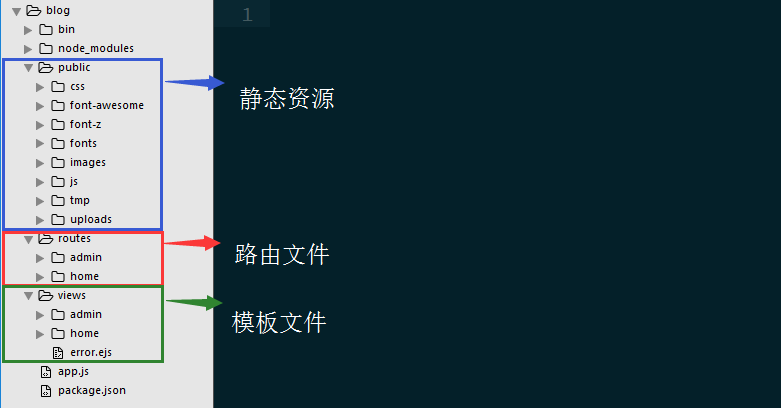 blog
1
bin
node_modules
public
css
静态资源
font-awesome
font-z
fonts
images
js
tmp
uploads
routes
admin
路由文件
home
views
admin
模板文件
home
error.ejs
app.js
package.json